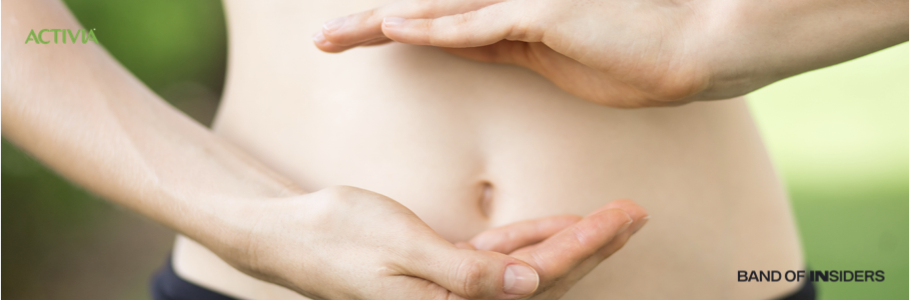 ACTIVIA
BAND OF INSIDERS